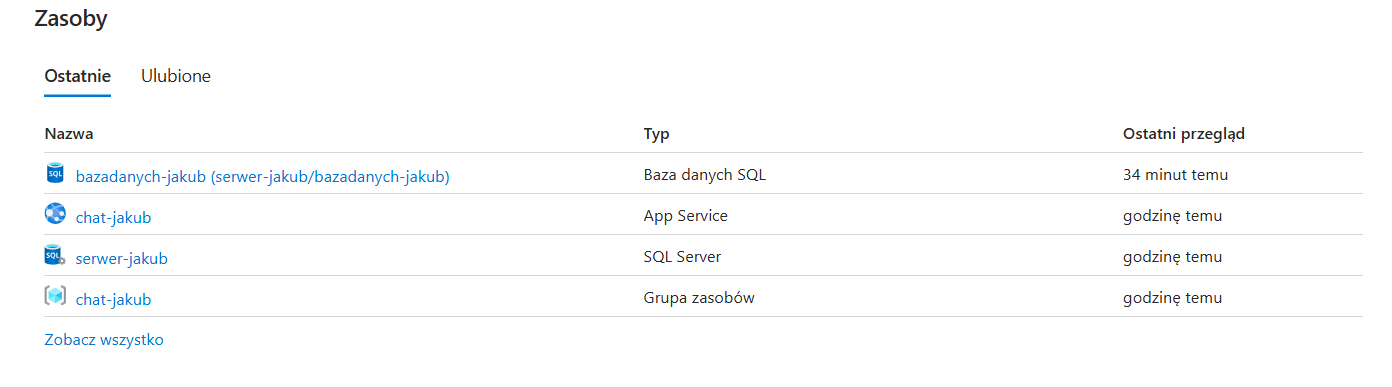 Zasoby
Ostatnie Ulubione
Nazwa Typ Ostatni przegląd
SQL bazadanych-jakub (serwer-jakub/bazadanych-jakub) Baza danych SQL 34 minut temu
chat-jakub App Service godzinę temu
SQL serwer-jakub SQL Server godzinę temu
chat-jakub Grupa zasobów godzinę temu
Zobacz wszystko